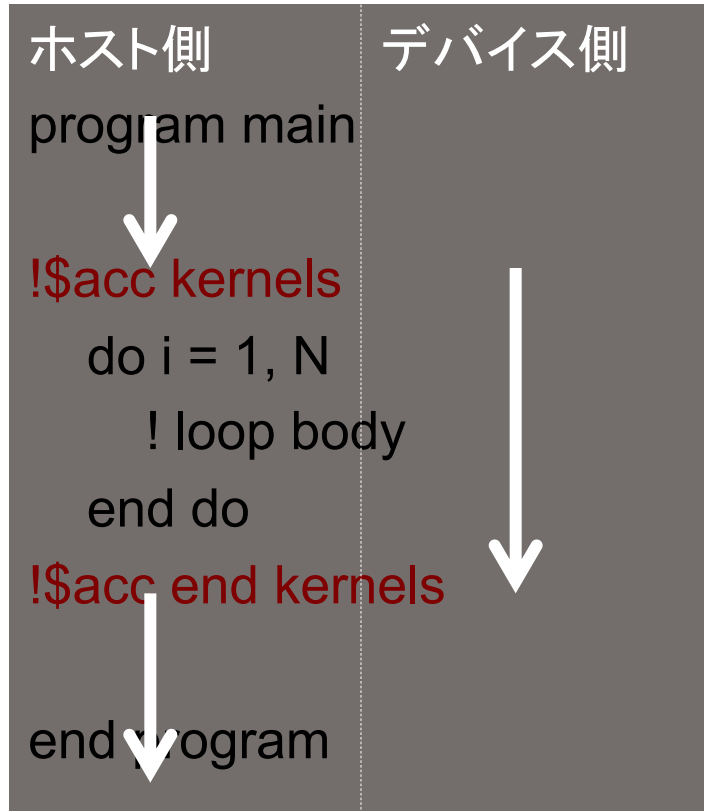 ホスト側 デバイス側
program main
!$acc kernels
do i = 1, N
! loop body
end do
!$acc end kernels
end program